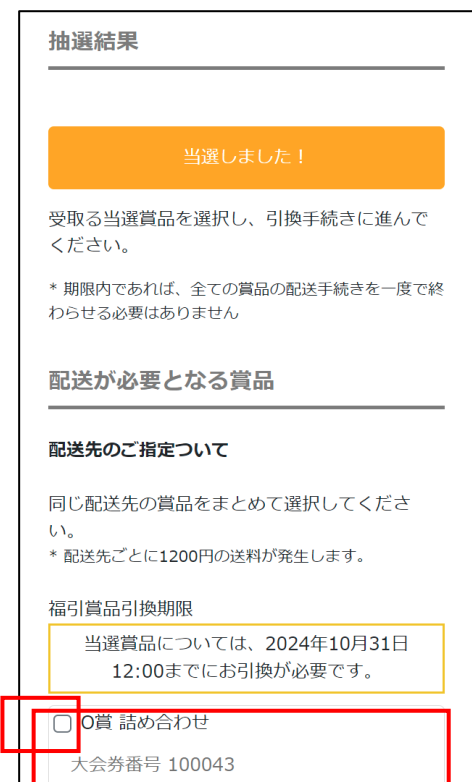 抽選結果
当選しました！
受取る当選賞品を選択し、引換手続きに進んで
ください。
* 期限内であれば、全ての賞品の配送手続きを一度で終
わらせる必要はありません
配送が必要となる賞品
配送先のご指定ついて
同じ配送先の賞品をまとめて選択してくださ
い。
* 配送先ごとに1200円の送料が発生します。
福引賞品引換期限
当選賞品については、2024年10月31日
12:00までにお引換が必要です。
O賞 詰め合わせ
大会券番号 100043